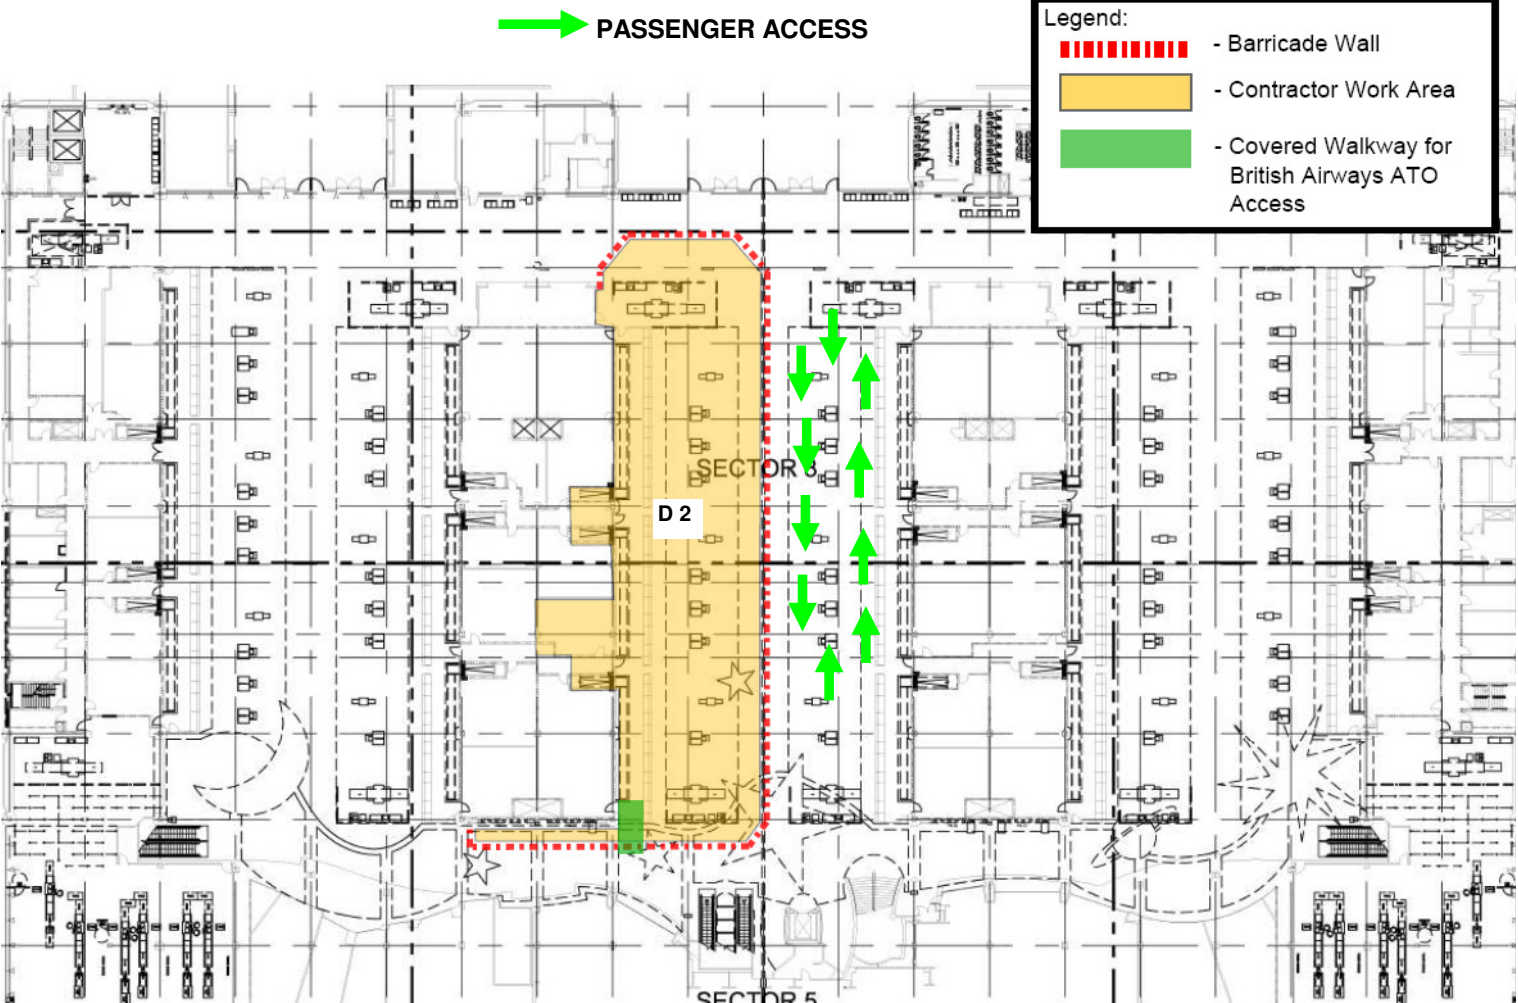 PASSENGER ACCESS
Legend:
- Barricade Wall
- Contractor Work Area
- Covered Walkway for
British Airways ATO
Access
SECTOR 3
D 2
SECTOR 5